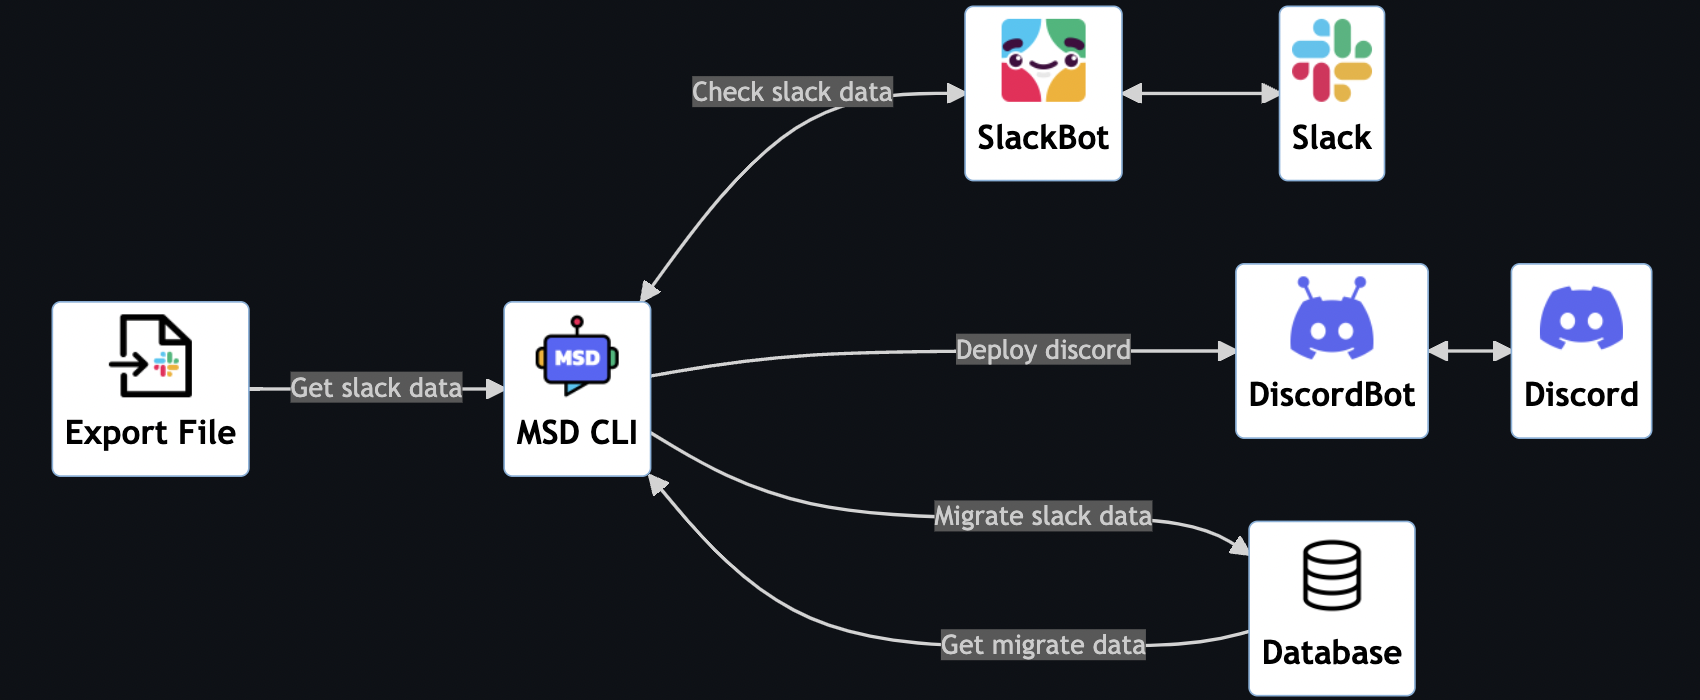 Check slack data
SlackBot
Slack
Export File
Get slack data
MSD
MSD CLI
Deploy discord
DiscordBot
Discord
Migrate slack data
Get migrate data
Database